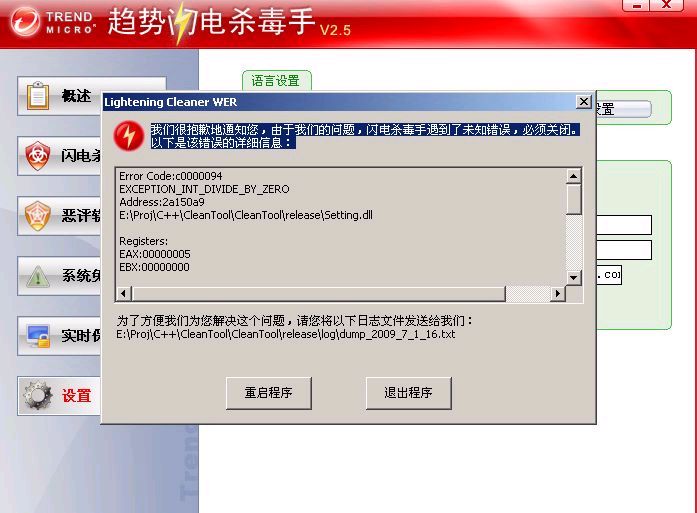 TREND MICRO
趋势闪电杀毒手 V2.5
语言设置
概述
闪电杀
恶评软
系统免
实时保
设置
置
Lightening Cleaner WER
我们很抱歉地通知您，由于我们的问题，闪电杀毒手遇到了未知错误，必须关闭。
以下是该错误的详细信息：
Error Code:c0000094
EXCEPTION_INT_DIVIDE_BY_ZERO
Address:2a150a9
E:\Proj\C++\CleanTool\CleanTool\release\Setting.dll
Registers:
EAX:00000005
EBX:00000000
为了方便我们为您解决这个问题，请您将以下日志文件发送给我们：
E:\Proj\C++\CleanTool\CleanTool\release\log\dump_2009_7_1_16.txt
重启程序
退出程序